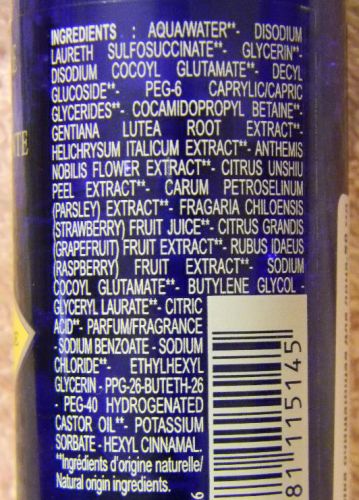 INGREDIENTS : AQUA/WATER**- DISODIUM
LAURETH SULFOSUCCINATE**- GLYCERIN**-
DISODIUM COCOYL GLUTAMATE**- DECYL
GLUCOSIDE**- PEG-6 CAPRYLIC/CAPRIC
GLYCERIDES**- COCAMIDOPROPYL BETAINE**-
GENTIANA LUTEA ROOT EXTRACT**-
HELICHRYSUM ITALICUM EXTRACT**- ANTHEMIS
NOBILIS FLOWER EXTRACT**- CITRUS UNSHIU
PEEL EXTRACT**- CARUM PETROSELINUM
(PARSLEY) EXTRACT**- FRAGARIA CHILOENSIS
(STRAWBERRY) FRUIT JUICE**- CITRUS GRANDIS
(GRAPEFRUIT) FRUIT EXTRACT**- RUBUS IDAEUS
(RASPBERRY) FRUIT EXTRACT**- SODIUM
COCOYL GLUTAMATE**- BUTYLENE GLYCOL -
GLYCERYL LAURATE**- CITRIC
ACID**- PARFUM/FRAGRANCE
- SODIUM BENZOATE - SODIUM
CHLORIDE**- ETHYLHEXYL
GLYCERIN - PPG-26-BUTETH-26
- PEG-40 HYDROGENATED
CASTOR OIL**- POTASSIUM
SORBATE - HEXYL CINNAMAL.
**Ingrédients d'origine naturelle/
81 115145
6
TE